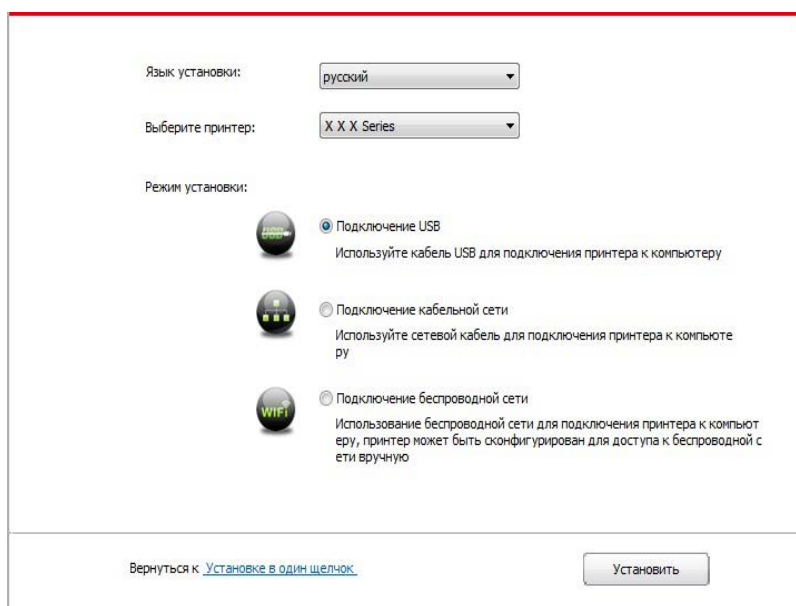 Язык установки:
русский
Выберите принтер:
X X X Series
Режим установки:
USB
Подключение USB
Используйте кабель USB для подключения принтера к компьютеру
Подключение кабельной сети
Используйте сетевой кабель для подключения принтера к компьюте
ру
WiFi
Подключение беспроводной сети
Использование беспроводной сети для подключения принтера к компьют
еру, принтер может быть сконфигурирован для доступа к беспроводной с
ети вручную
Вернуться к Установке в один щелчок
Установить